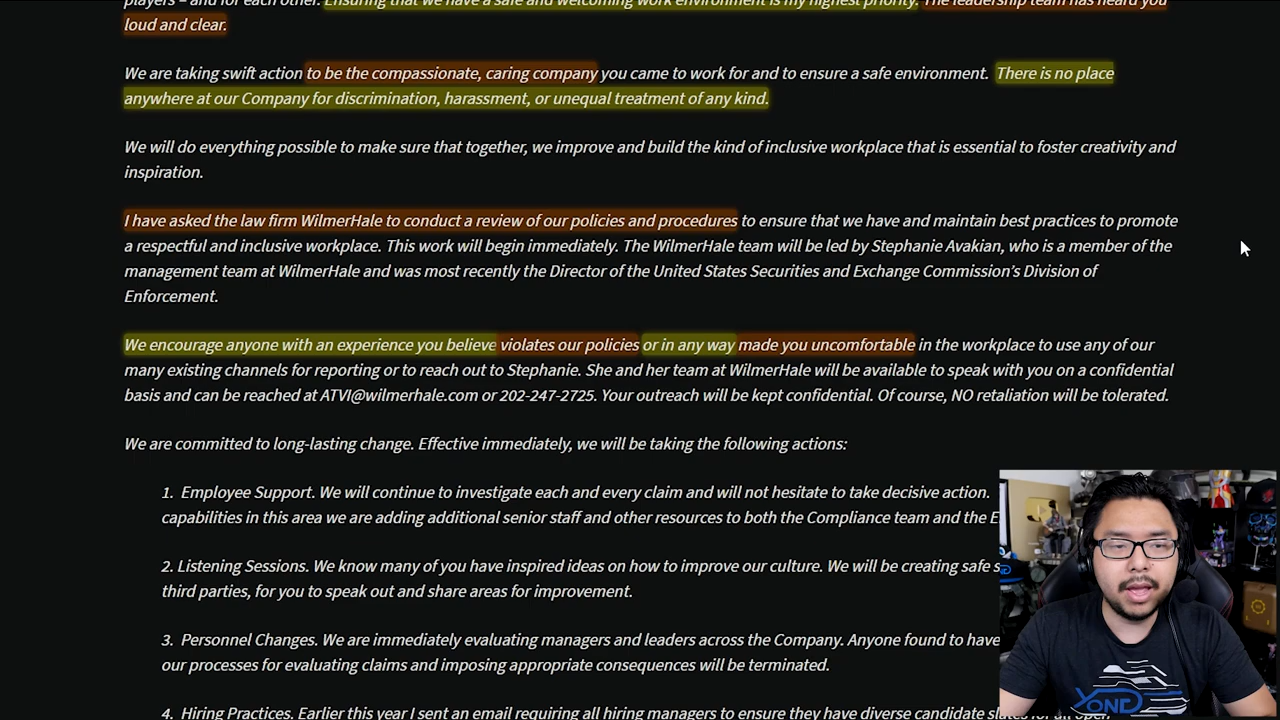 players – and for each other. Ensuring that we have a safe and welcoming work environment is my highest priority. The leadership team has heard you
loud and clear.
We are taking swift action to be the compassionate, caring company you came to work for and to ensure a safe environment. There is no place
anywhere at our Company for discrimination, harassment, or unequal treatment of any kind.
We will do everything possible to make sure that together, we improve and build the kind of inclusive workplace that is essential to foster creativity and
inspiration.
I have asked the law firm WilmerHale to conduct a review of our policies and procedures to ensure that we have and maintain best practices to promote
a respectful and inclusive workplace. This work will begin immediately. The WilmerHale team will be led by Stephanie Avakian, who is a member of the
management team at WilmerHale and was most recently the Director of the United States Securities and Exchange Commission's Division of
Enforcement.
We encourage anyone with an experience you believe violates our policies or in any way made you uncomfortable in the workplace to use any of our
many existing channels for reporting or to reach out to Stephanie. She and her team at WilmerHale will be available to speak with you on a confidential
basis and can be reached at ATVI@wilmerhale.com or 202-247-2725. Your outreach will be kept confidential. Of course, NO retaliation will be tolerated.
We are committed to long-lasting change. Effective immediately, we will be taking the following actions:
1. Employee Support. We will continue to investigate each and every claim and will not hesitate to take decisive action.
capabilities in this area we are adding additional senior staff and other resources to both the Compliance team and the
2. Listening Sessions. We know many of you have inspired ideas on how to improve our culture. We will be creating safe
third parties, for you to speak out and share areas for improvement.
3. Personnel Changes. We are immediately evaluating managers and leaders across the Company. Anyone found to have
our processes for evaluating claims and imposing appropriate consequences will be terminated.
4. Hiring Practices. Earlier this year I sent an email requiring all hiring managers to ensure they have diverse candidate